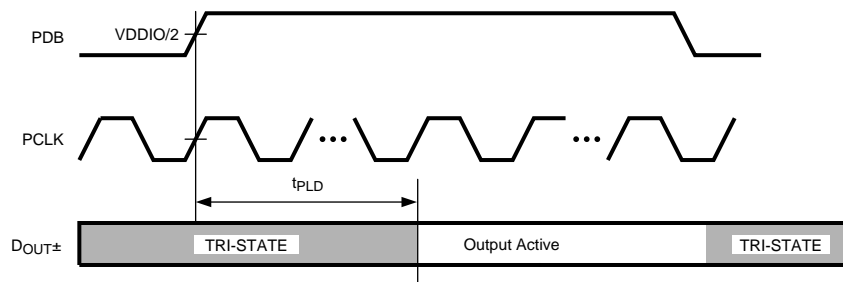 PDB
VDDIO/2
PCLK
tPLD
DOUT±
TRI-STATE
Output Active
TRI-STATE